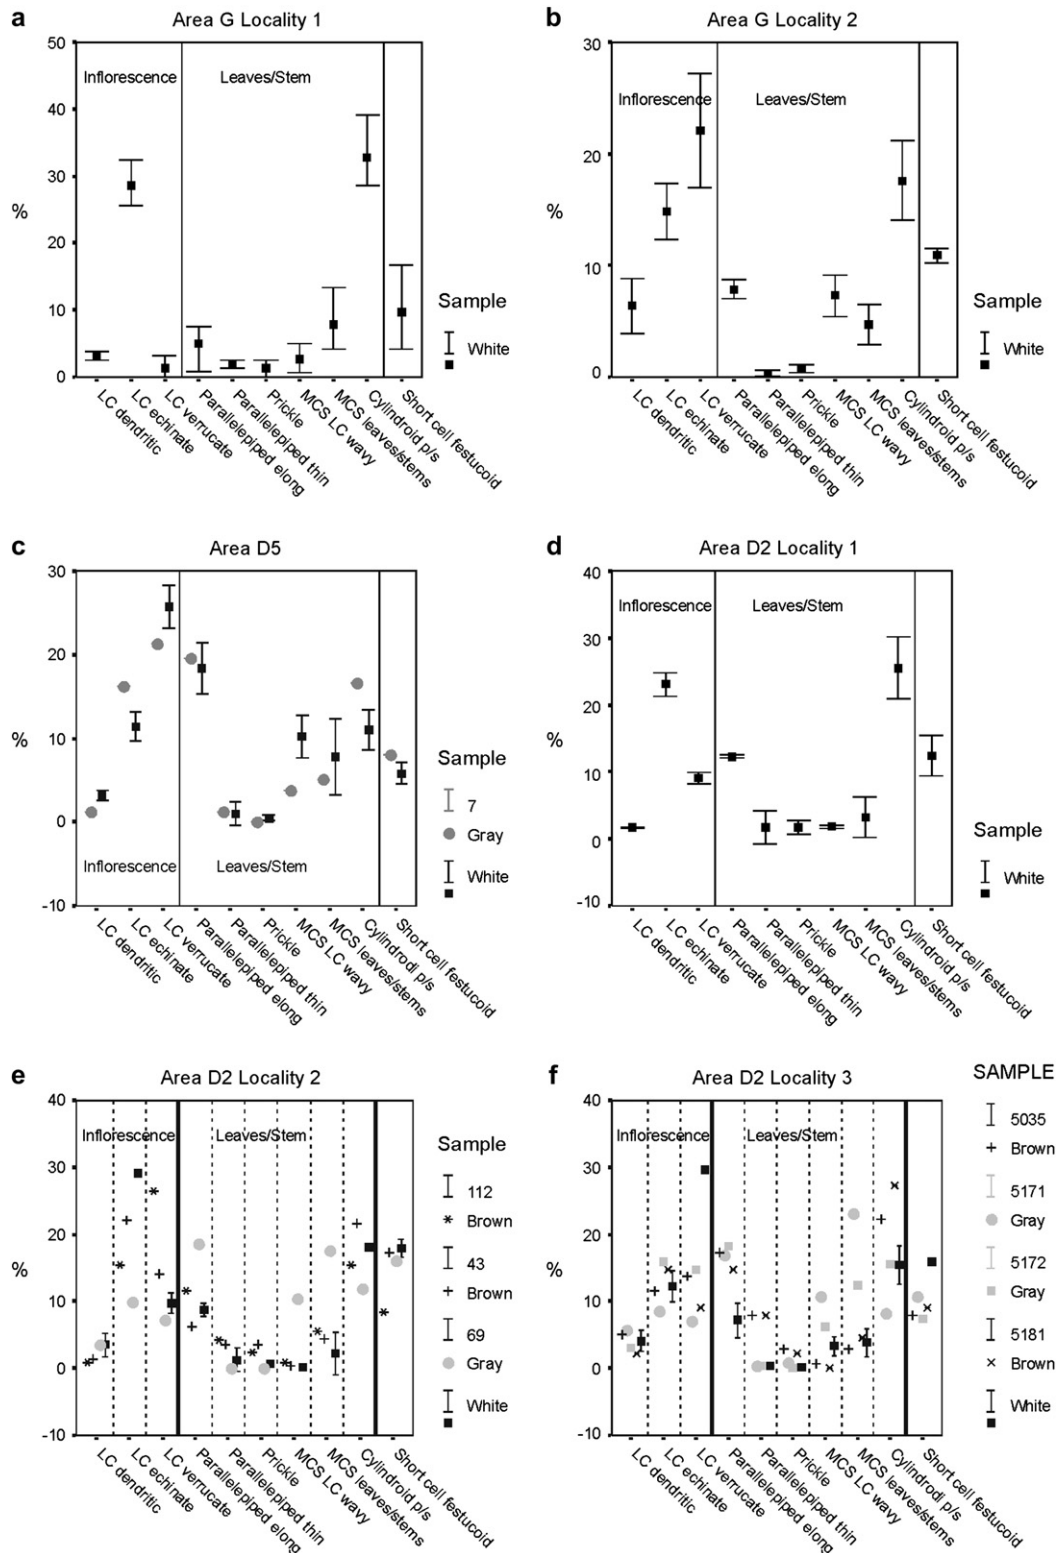 a
Area G Locality 1
50
40
30
20
10
0
%
Inflorescence
Leaves/Stem
LC dendritic
LC echinate
LC verrucate
Parallelepiped elong
Parallelepiped thin
Prickle
MCS LC wavy
MCS leaves/stems
Cylindroid p/s
Short cell festucoid
Sample
White
b
Area G Locality 2
30
20
10
0
%
Inflorescence
Leaves/Stem
LC dendritic
LC echinate
LC verrucate
Parallelepiped elong
Parallelepiped thin
Prickle
MCS LC wavy
MCS leaves/stems
Cylindroid p/s
Short cell festucoid
Sample
White
c
Area D5
30
20
10
0
-10
%
Inflorescence
Leaves/Stem
LC dendritic
LC echinate
LC verrucate
Parallelepiped elong
Parallelepiped thin
Prickle
MCS LC wavy
MCS leaves/stems
Cylindrodi p/s
Short cell festucoid
Sample
7
Gray
White
d
Area D2 Locality 1
40
30
20
10
0
-10
%
Inflorescence
Leaves/Stem
LC dendritic
LC echinate
LC verrucate
Parallelepiped elong
Parallelepiped thin
Prickle
MCS LC wavy
MCS leaves/stems
Cylindroid p/s
Short cell festucoid
Sample
White
e
Area D2 Locality 2
40
30
20
10
0
-10
%
Inflorescence
Leaves/Stem
LC dendritic
LC echinate
LC verrucate
Parallelepiped elong
Parallelepiped thin
Prickle
MCS LC wavy
MCS leaves/stems
Cylindroid p/s
Short cell festucoid
Sample
112
Brown
43
Brown
69
Gray
White
f
Area D2 Locality 3
40
30
20
10
0
-10
%
Inflorescence
Leaves/Stem
LC dendritic
LC echinate
LC verrucate
Parallelepiped elong
Parallelepiped thin
Prickle
MCS LC wavy
MCS leaves/stems
Cylindrodi p/s
Short cell festucoid
SAMPLE
5035
Brown
5171
Gray
5172
Gray
5181
Brown
White